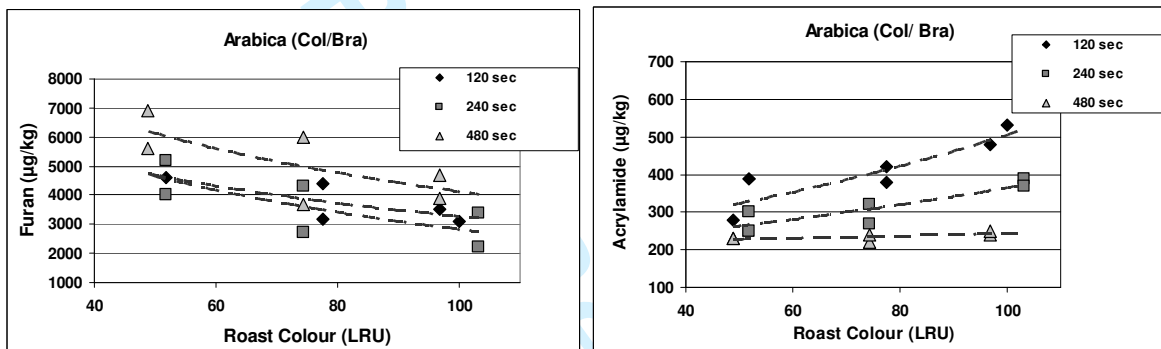 Arabica (Col/Bra)
120 sec
240 sec
480 sec
Furan (µg/kg)
8000
7000
6000
5000
4000
3000
2000
1000
40
60
80
100
Roast Colour (LRU)
Arabica (Col/ Bra)
120 sec
240 sec
480 sec
Acrylamide (µg/kg)
700
600
500
400
300
200
100
40
60
80
100
Roast Colour (LRU)